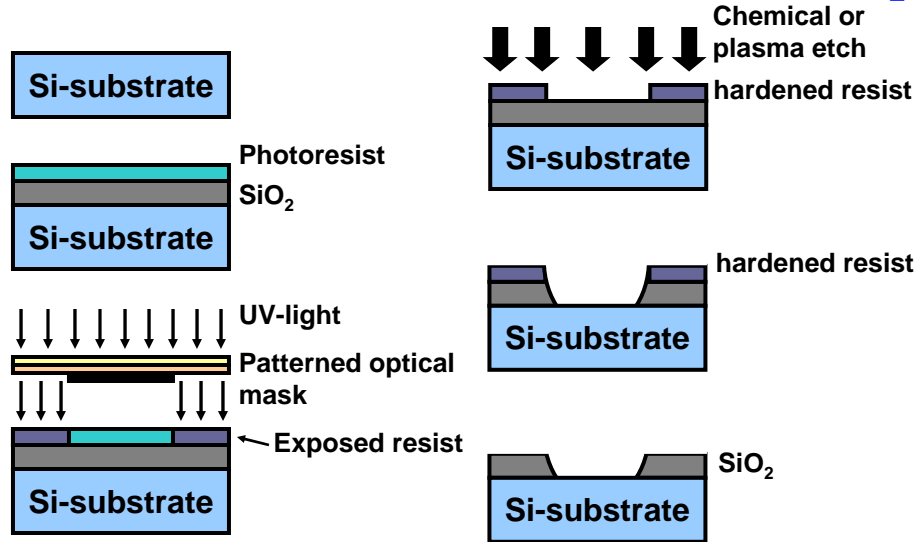 Si-substrate
Photoresist
SiO₂
Si-substrate
UV-light
Patterned optical
mask
Exposed resist
Si-substrate
Chemical or
plasma etch
hardened resist
Si-substrate
hardened resist
Si-substrate
SiO₂
Si-substrate